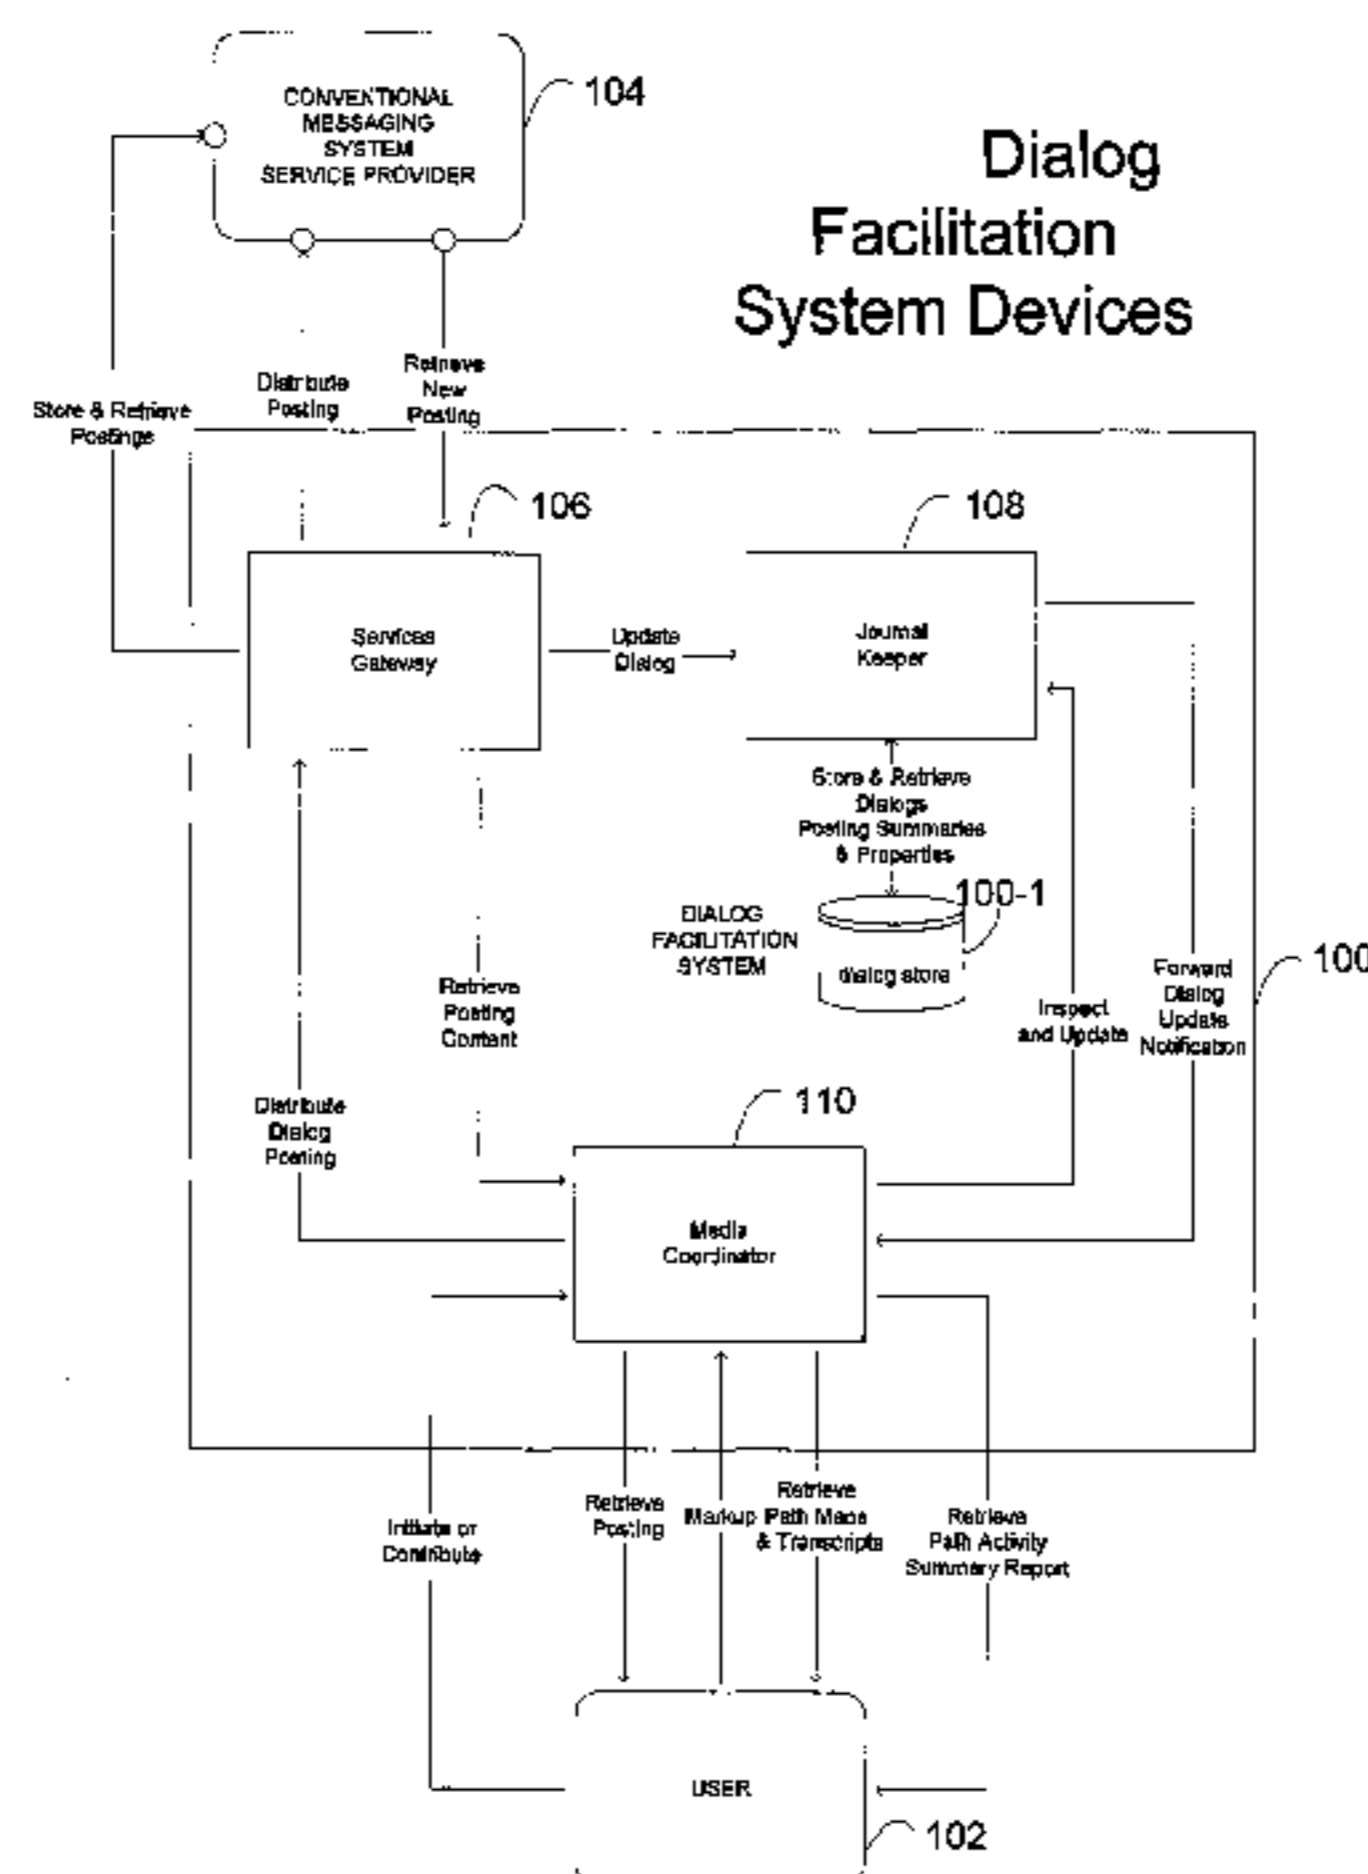 CONVENTIONAL
MESSAGING
SYSTEM
SERVICE PROVIDER
104
Dialog
Facilitation
System Devices
Store & Retrieve
Postings
Distribute
Posting
Retrieve
New
Posting
106
108
Services
Gateway
Update
Dialog
Journal
Keeper
Store & Retrieve
Dialogs
Posting Summaries
& Properties
100-1
DIALOG
FACILITATION
SYSTEM
dialog store
100
Retrieve
Posting
Content
Inspect
and Update
Forward
Dialog
Update
Notification
Distribute
Dialog
Posting
110
Media
Coordinator
Initiate or
Contribute
Retrieve
Posting
Markup
Retrieve
Path Maps
& Transcripts
Retrieve
Path Activity
Summary Report
USER
102